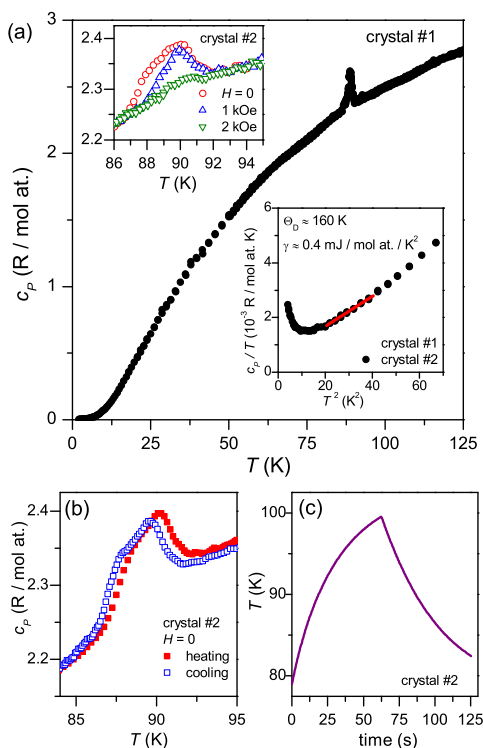 (a)
crystal #1
crystal #2
H = 0
1 kOe
2 kOe
2.4
2.3
2.2
86 88 90 92 94
T (K)
3
2
1
0
c_P (R / mol at.)
Θ_D ≈ 160 K
γ ≈ 0.4 mJ / mol at. / K²
6
4
2
0
c_P / T (10⁻³ R / mol at. K)
crystal #1
crystal #2
0 20 40 60
T² (K²)
0 25 50 75 100 125
T (K)
(b)
2.4
2.3
2.2
c_P (R / mol at.)
crystal #2
H = 0
heating
cooling
85 90 95
T (K)
(c)
100
90
80
T (K)
crystal #2
0 25 50 75 100 125
time (s)